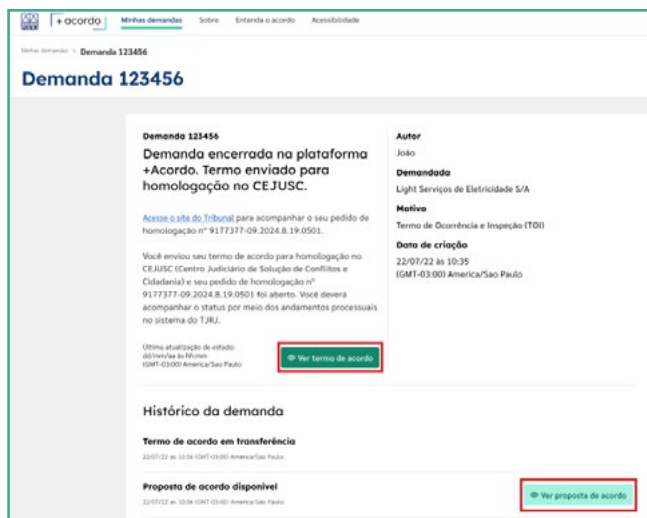 +acordo Minhas demandas Sobre Entenda o acordo Acessibilidade
Minhas demandas > Demanda 123456
Demanda 123456
Demanda 123456
Demanda encerrada na plataforma
+Acordo. Termo enviado para
homologação no CEJUSC.
Acesse o site do Tribunal para acompanhar o seu pedido de
homologação nº 9177377-09.2024.8.19.0501.
Você enviou seu termo de acordo para homologação no
CEJUSC (Centro Judiciário de Solução de Conflitos e
Cidadania) e seu pedido de homologação nº
9177377-09.2024.8.19.0501 foi aberto. Você deverá
acompanhar o status por meio dos andamentos processuais
no sistema do TJRJ.
Última atualização de estado:
dd/mm/aa às hh:mm
(GMT-03:00) America/Sao Paulo
Ver termo de acordo
Autor
João
Demandada
Light Serviços de Eletricidade S/A
Motivo
Termo de Ocorrência e Inspeção (TOI)
Data de criação
22/07/22 às 10:35
(GMT-03:00) America/Sao Paulo
Histórico da demanda
Termo de acordo em transferência
22/07/22 as 10:56 (GMT-03:00) America/Sao Paulo
Proposta de acordo disponível
22/07/22 as 10:56 (GMT-03:00) America/Sao Paulo
Ver proposta de acordo